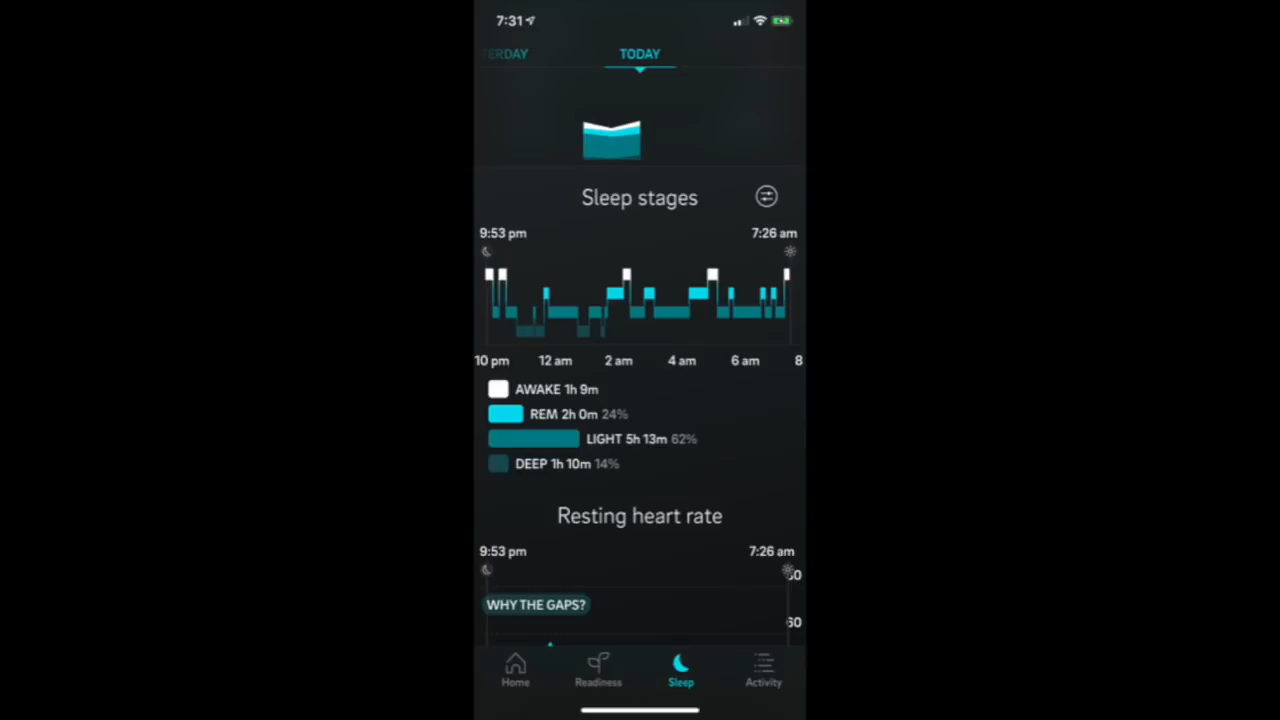 7:31
ERDAY TODAY
Sleep stages
9:53 pm 7:26 am
10 pm 12 am 2 am 4 am 6 am 8
AWAKE 1h 9m
REM 2h 0m 24%
LIGHT 5h 13m 62%
DEEP 1h 10m 14%
Resting heart rate
9:53 pm 7:26 am
WHY THE GAPS?
60
Home Readiness Sleep Activity